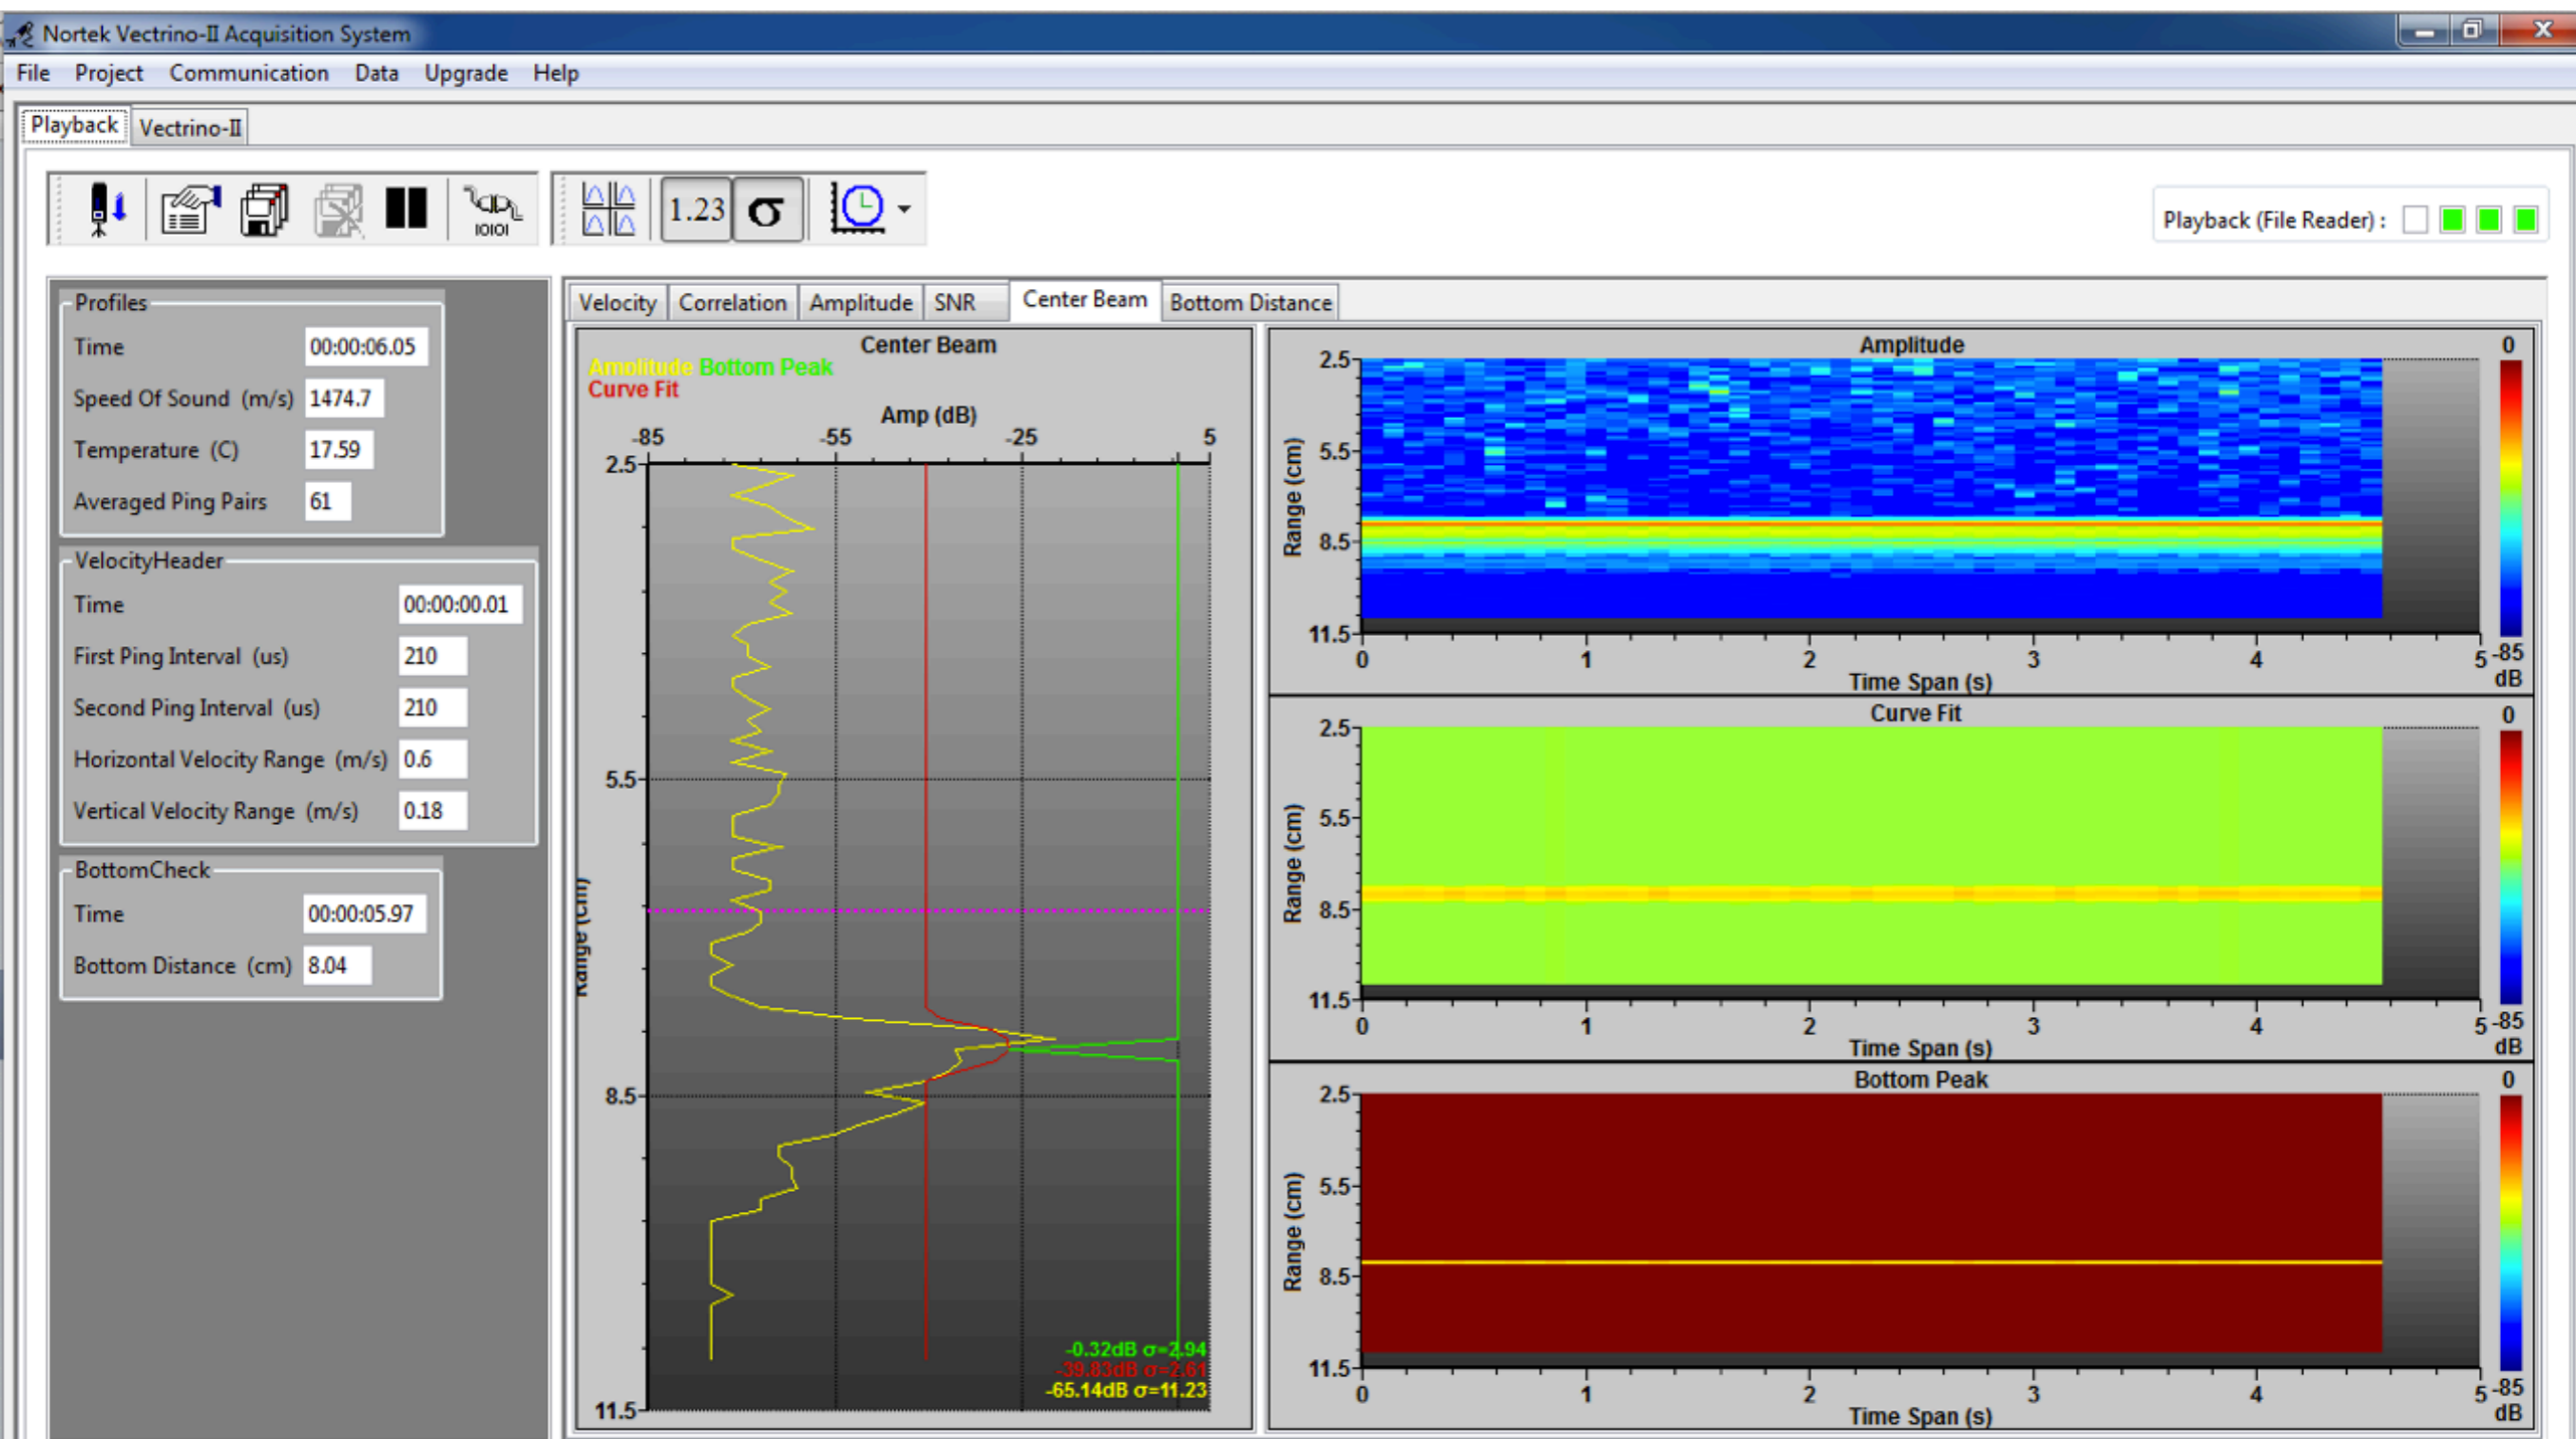 Nortek Vectrino-II Acquisition System
File Project Communication Data Upgrade Help
Playback Vectrino-II
1.23 σ
IOIOI
Playback (File Reader) :
Profiles
Time 00:00:06.05
Speed Of Sound (m/s) 1474.7
Temperature (C) 17.59
Averaged Ping Pairs 61
VelocityHeader
Time 00:00:00.01
First Ping Interval (us) 210
Second Ping Interval (us) 210
Horizontal Velocity Range (m/s) 0.6
Vertical Velocity Range (m/s) 0.18
BottomCheck
Time 00:00:05.97
Bottom Distance (cm) 8.04
Velocity Correlation Amplitude SNR Center Beam Bottom Distance
Center Beam
Amplitude Bottom Peak
Curve Fit
Amp (dB)
-85 -55 -25 5
2.5
5.5
Range (cm)
8.5
11.5
-0.32dB σ=2.94
-39.83dB σ=2.61
-65.14dB σ=11.23
Amplitude
0
2.5
5.5
Range (cm)
8.5
11.5
0 1 2 3 4 5
-85
dB
Time Span (s)
Curve Fit
0
2.5
5.5
Range (cm)
8.5
11.5
0 1 2 3 4 5
-85
dB
Time Span (s)
Bottom Peak
0
2.5
5.5
Range (cm)
8.5
11.5
0 1 2 3 4 5
-85
dB
Time Span (s)